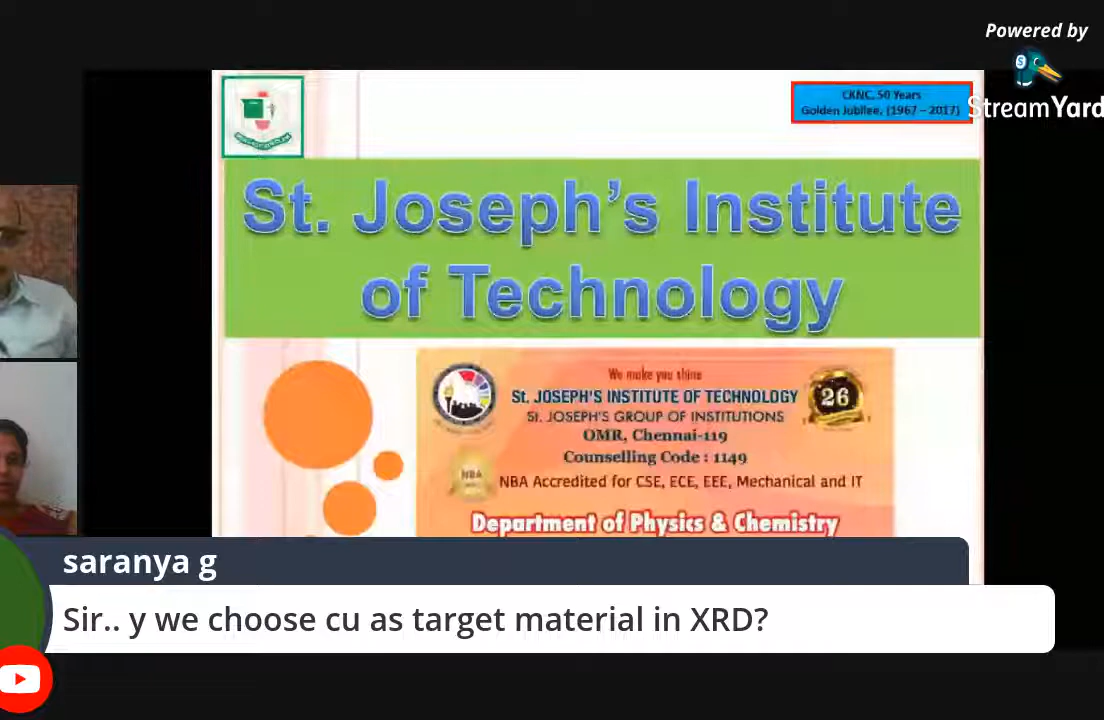 Powered by
StreamYard
CKNC, 50 Years
Golden Jubilee, (1967 – 2017)
St. Joseph's Institute
of Technology
We make you shine
St. JOSEPH'S INSTITUTE OF TECHNOLOGY
St. JOSEPH'S GROUP OF INSTITUTIONS
OMR, Chennai-119
Counselling Code : 1149
26
NBA
NBA Accredited for CSE, ECE, EEE, Mechanical and IT
Department of Physics & Chemistry
saranya g
Sir.. y we choose cu as target material in XRD?